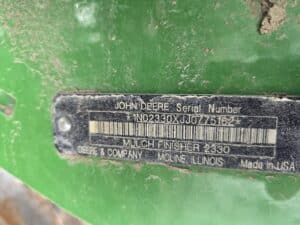 JOHN DEERE Serial Number
*1N02330XJJ0775162*
MULCH FINISHER 2330
DEERE & COMPANY MOLINE, ILLINOIS Made in USA